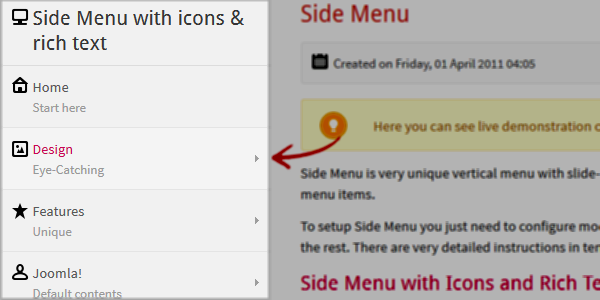 Side Menu with icons &
rich text
Home
Start here
Design
Eye-Catching
Features
Unique
Joomla!
Default contents
Side Menu
Created on Friday, 01 April 2011 04:05
Here you can see live demonstration o
Side Menu is very unique vertical menu with slide-
menu items.
To setup Side Menu you just need to configure mo
the rest. There are very detailed instructions in ter
Side Menu with Icons and Rich Te